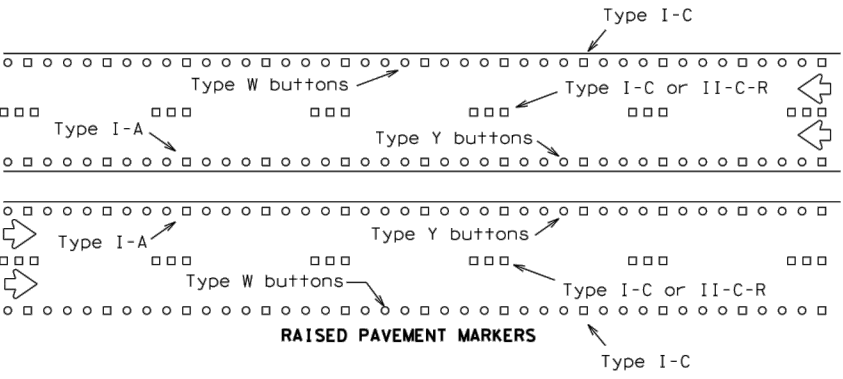 Type I-C
Type W buttons
Type I-C or II-C-R
Type I-A
Type Y buttons
Type I-A
Type Y buttons
Type W buttons
Type I-C or II-C-R
RAISED PAVEMENT MARKERS
Type I-C